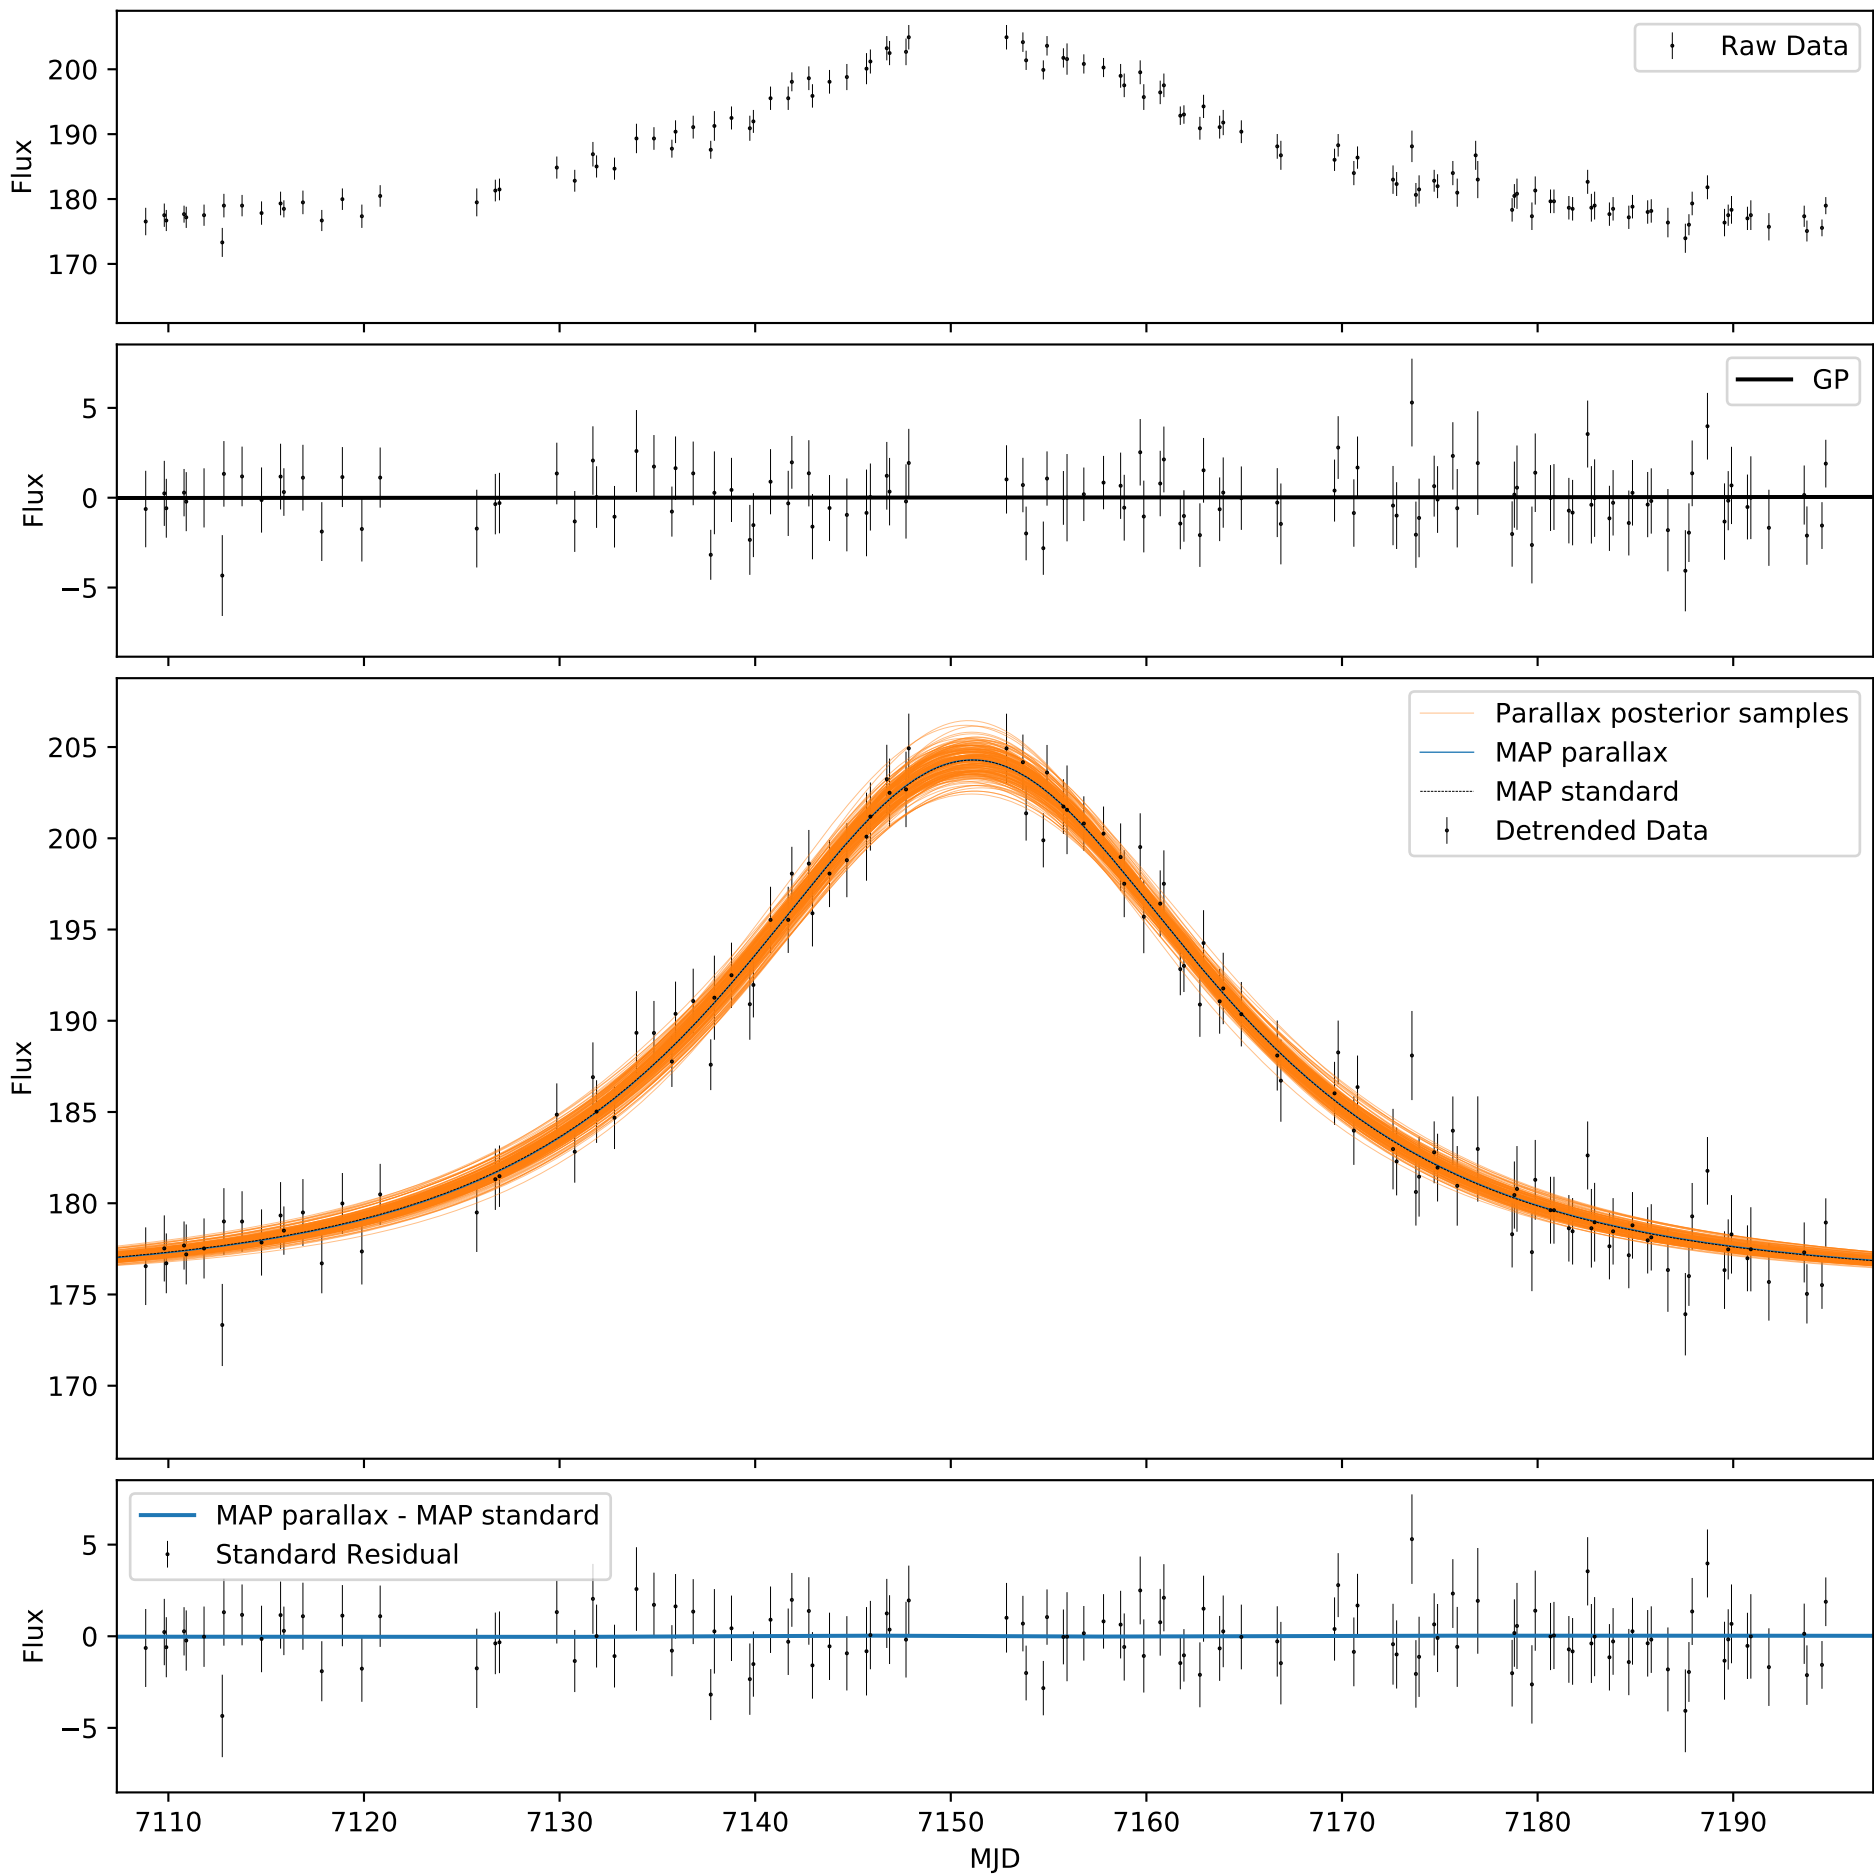 Raw Data
Flux
200
190
180
170
GP
Flux
5
0
−5
Parallax posterior samples
MAP parallax
MAP standard
Detrended Data
Flux
205
200
195
190
185
180
175
170
MAP parallax - MAP standard
Standard Residual
Flux
5
0
−5
7110 7120 7130 7140 7150 7160 7170 7180 7190
MJD